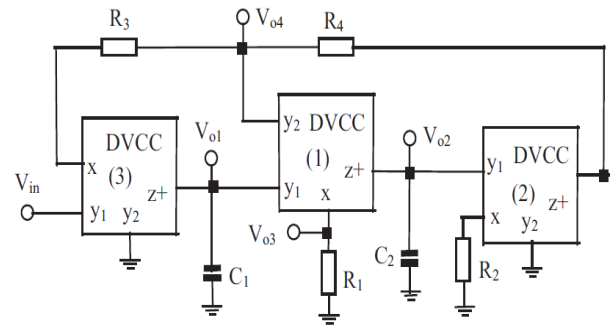 R3
Vo4
R4
DVCC
(3)
x
z+
y1 y2
Vin
Vo1
y2 DVCC
(1)
z+
y1
x
Vo2
y1 DVCC
(2)
z+
x
y2
Vo3
C1
R1
C2
R2